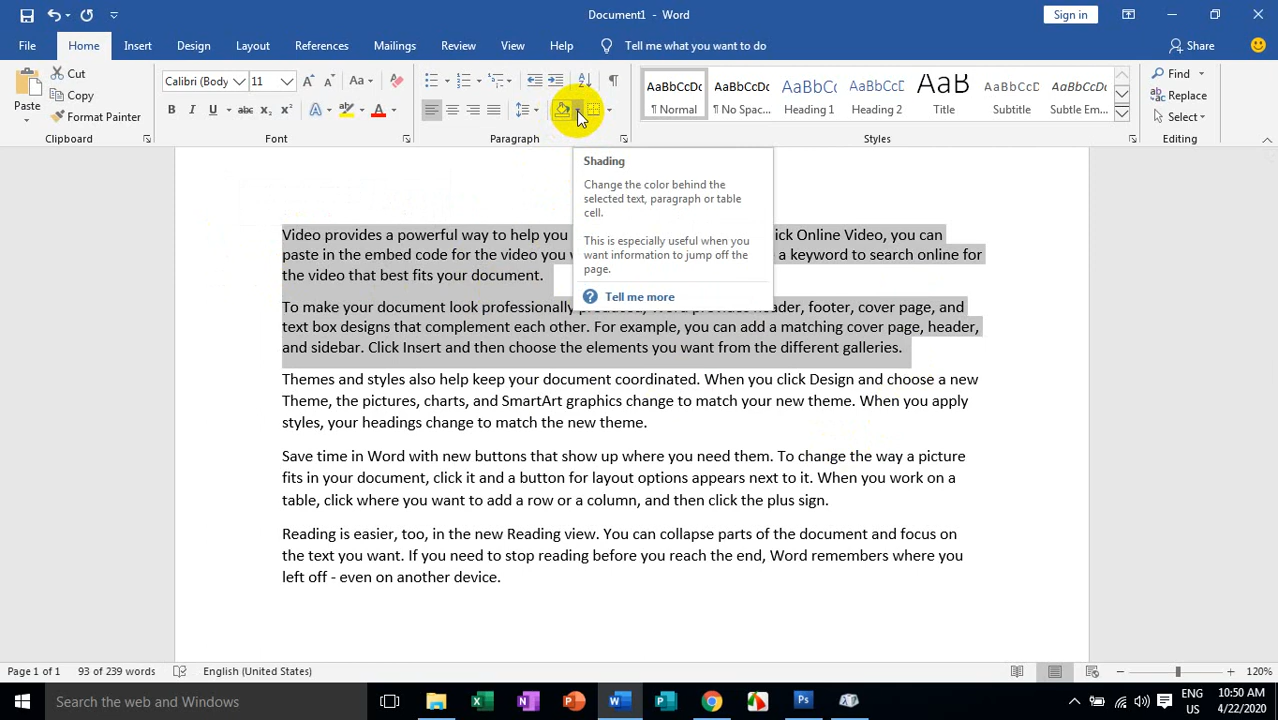 Document1 - Word
Sign in
File Home Insert Design Layout References Mailings Review View Help Tell me what you want to do Share
Paste
Cut
Copy
Format Painter
Clipboard
Calibri (Body 11
Font
Paragraph
AaBbCcDc AaBbCcDc AaBbCc AaBbCcD AaB AaBbCcD AaBbCcDc
¶ Normal ¶ No Spac... Heading 1 Heading 2 Title Subtitle Subtle Em...
Styles
Find
Replace
Select
Editing
Shading
Change the color behind the
selected text, paragraph or table
cell.
This is especially useful when you
want information to jump off the
page.
Tell me more
Video provides a powerful way to help you ick Online Video, you can
paste in the embed code for the video you w a keyword to search online for
the video that best fits your document.
To make your document look professionally produced, Word provides header, footer, cover page, and
text box designs that complement each other. For example, you can add a matching cover page, header,
and sidebar. Click Insert and then choose the elements you want from the different galleries.
Themes and styles also help keep your document coordinated. When you click Design and choose a new
Theme, the pictures, charts, and SmartArt graphics change to match your new theme. When you apply
styles, your headings change to match the new theme.
Save time in Word with new buttons that show up where you need them. To change the way a picture
fits in your document, click it and a button for layout options appears next to it. When you work on a
table, click where you want to add a row or a column, and then click the plus sign.
Reading is easier, too, in the new Reading view. You can collapse parts of the document and focus on
the text you want. If you need to stop reading before you reach the end, Word remembers where you
left off - even on another device.
Page 1 of 1 93 of 239 words English (United States) 120%
Search the web and Windows
ENG
US
10:50 AM
4/22/2020